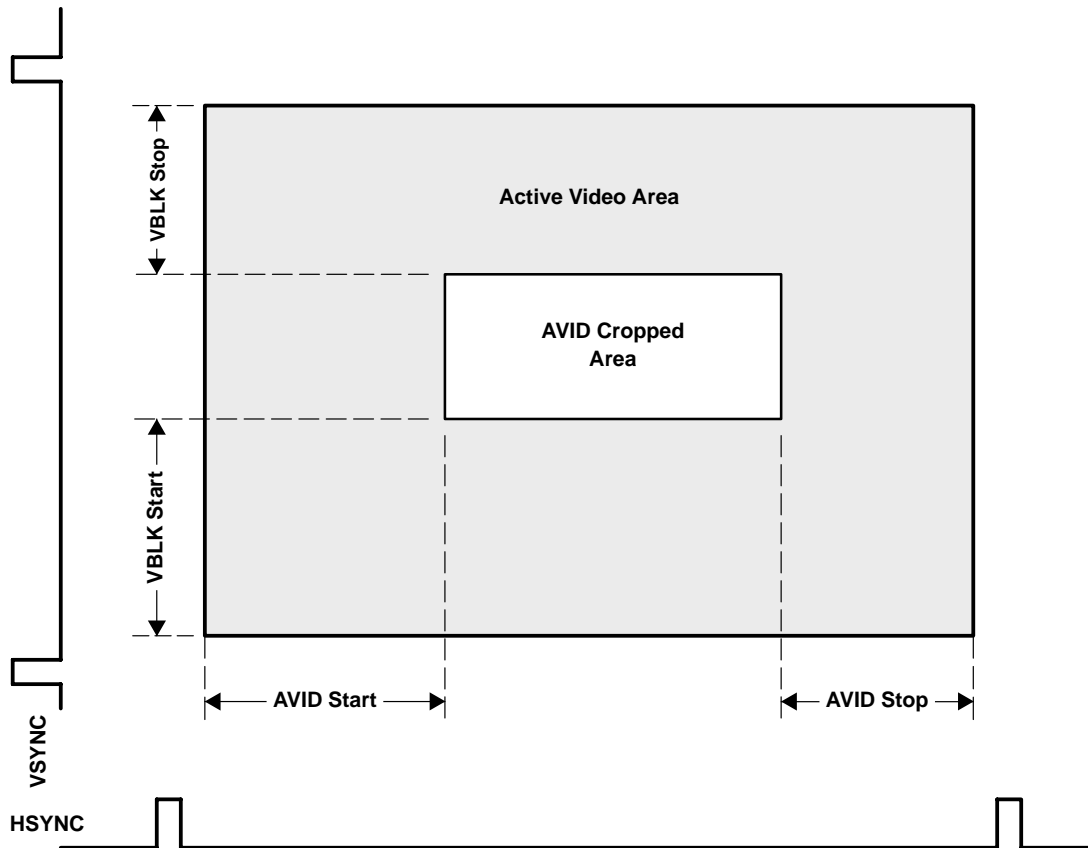 VBLK Stop
Active Video Area
AVID Cropped
Area
VBLK Start
AVID Start
AVID Stop
VSYNC
HSYNC